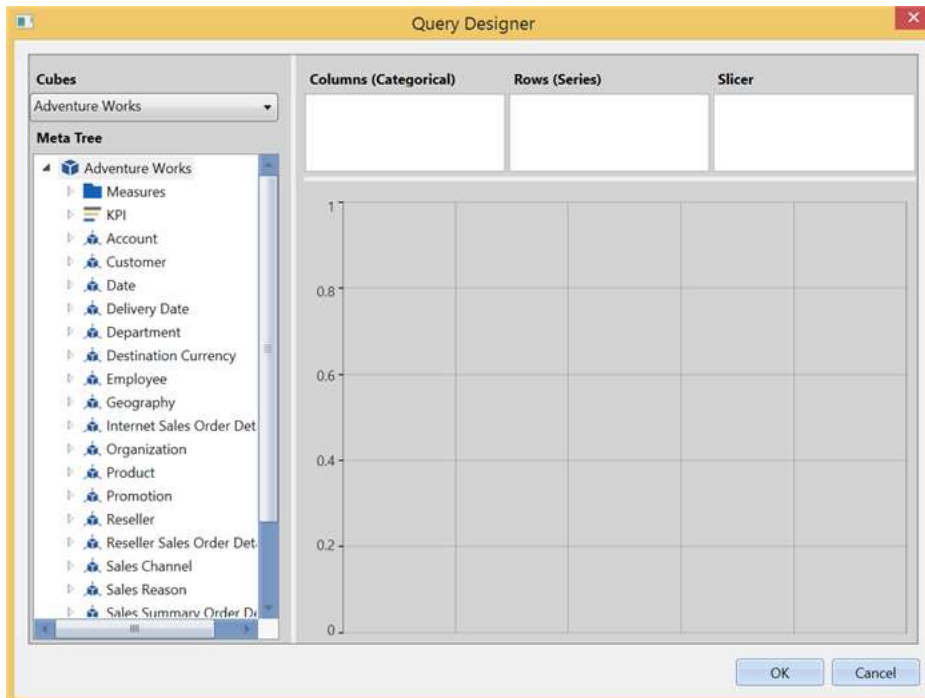 Query Designer
Cubes
Adventure Works
Meta Tree
Adventure Works
Measures
KPI
Account
Customer
Date
Delivery Date
Department
Destination Currency
Employee
Geography
Internet Sales Order Det
Organization
Product
Promotion
Reseller
Reseller Sales Order Det
Sales Channel
Sales Reason
Sales Summary Order De
Columns (Categorical) Rows (Series) Slicer
1
0.8
0.6
0.4
0.2
0
OK Cancel